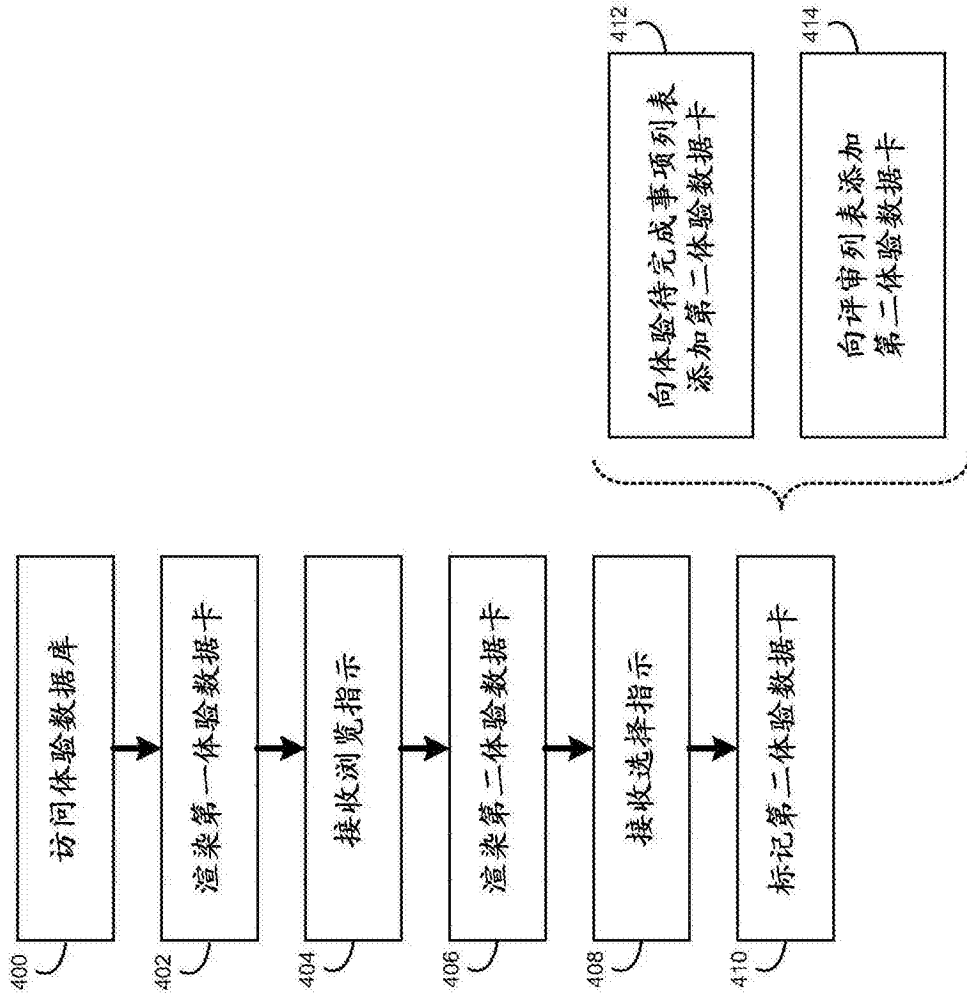 400
访问体验数据库
402
渲染第一体验数据卡
404
接收浏览指示
406
渲染第二体验数据卡
408
接收选择指示
410
标记第二体验数据卡
412
向体验待完成事项列表
添加第二体验数据卡
414
向评审列表添加
第二体验数据卡